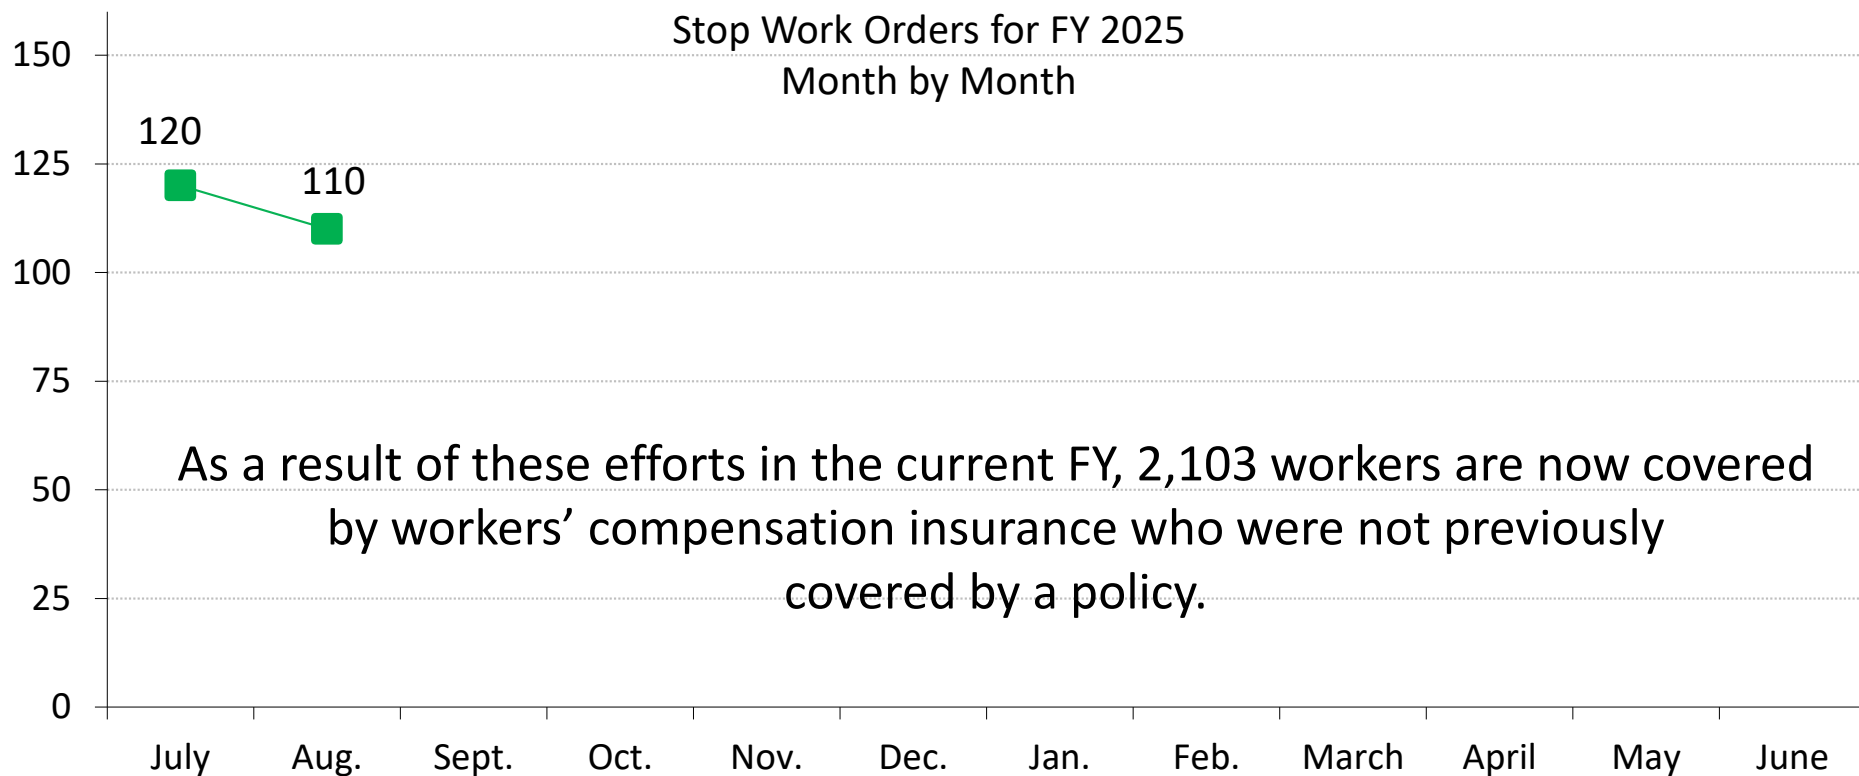 Stop Work Orders for FY 2025
Month by Month
150
120
125
110
100
75
As a result of these efforts in the current FY, 2,103 workers are now covered
50
by workers’ compensation insurance who were not previously
covered by a policy.
25
0
July Aug. Sept. Oct. Nov. Dec. Jan. Feb. March April May June